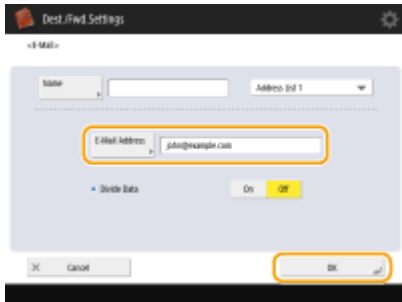 Dest./Fwd. Settings
<E-Mail>
Name
Address List 1
E-Mail Address
john@example.com
Divide Data
On
Off
Cancel
OK